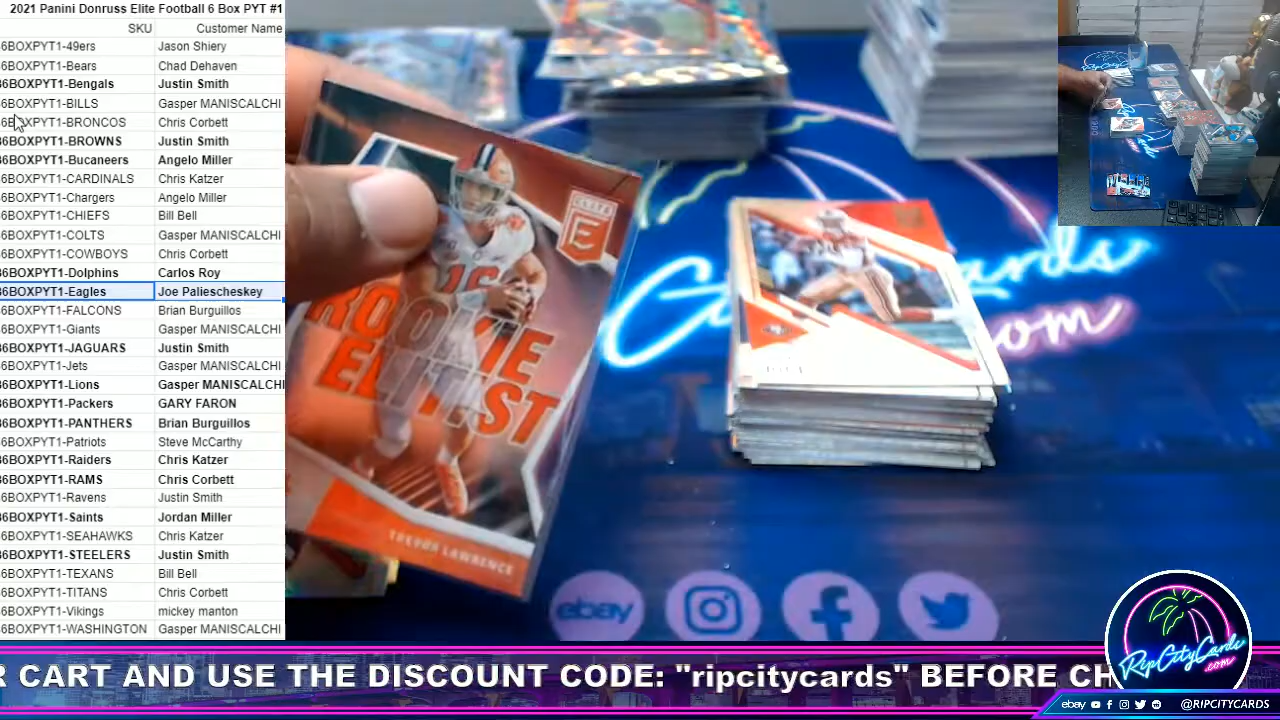 2021 Panini Donruss Elite Football 6 Box PYT #1
SKU Customer Name
6BOXPYT1-49ers Jason Shiery
6BOXPYT1-Bears Chad Dehaven
6BOXPYT1-Bengals Justin Smith
6BOXPYT1-BILLS Gasper MANISCALCHI
6BOXPYT1-BRONCOS Chris Corbett
6BOXPYT1-BROWNS Justin Smith
6BOXPYT1-Bucaneers Angelo Miller
6BOXPYT1-CARDINALS Chris Katzer
6BOXPYT1-Chargers Angelo Miller
6BOXPYT1-CHIEFS Bill Bell
6BOXPYT1-COLTS Gasper MANISCALCHI
6BOXPYT1-COWBOYS Chris Corbett
6BOXPYT1-Dolphins Carlos Roy
6BOXPYT1-Eagles Joe Paliescheskey
6BOXPYT1-FALCONS Brian Burguillos
6BOXPYT1-Giants Gasper MANISCALCHI
6BOXPYT1-JAGUARS Justin Smith
6BOXPYT1-Jets Gasper MANISCALCHI
6BOXPYT1-Lions Gasper MANISCALCHI
6BOXPYT1-Packers GARY FARON
6BOXPYT1-PANTHERS Brian Burguillos
6BOXPYT1-Patriots Steve McCarthy
6BOXPYT1-Raiders Chris Katzer
6BOXPYT1-RAMS Chris Corbett
6BOXPYT1-Ravens Justin Smith
6BOXPYT1-Saints Jordan Miller
6BOXPYT1-SEAHAWKS Chris Katzer
6BOXPYT1-STEELERS Justin Smith
6BOXPYT1-TEXANS Bill Bell
6BOXPYT1-TITANS Chris Corbett
6BOXPYT1-Vikings mickey manton
6BOXPYT1-WASHINGTON Gasper MANISCALCHI
ELITE
E
16
ROOKIE
TREVOR LAWRENCE
ards
com
ebay
R CART AND USE THE DISCOUNT CODE: "ripcitycards" BEFORE CH
RipCityCards
.com
ebay @RIPCITYCARDS